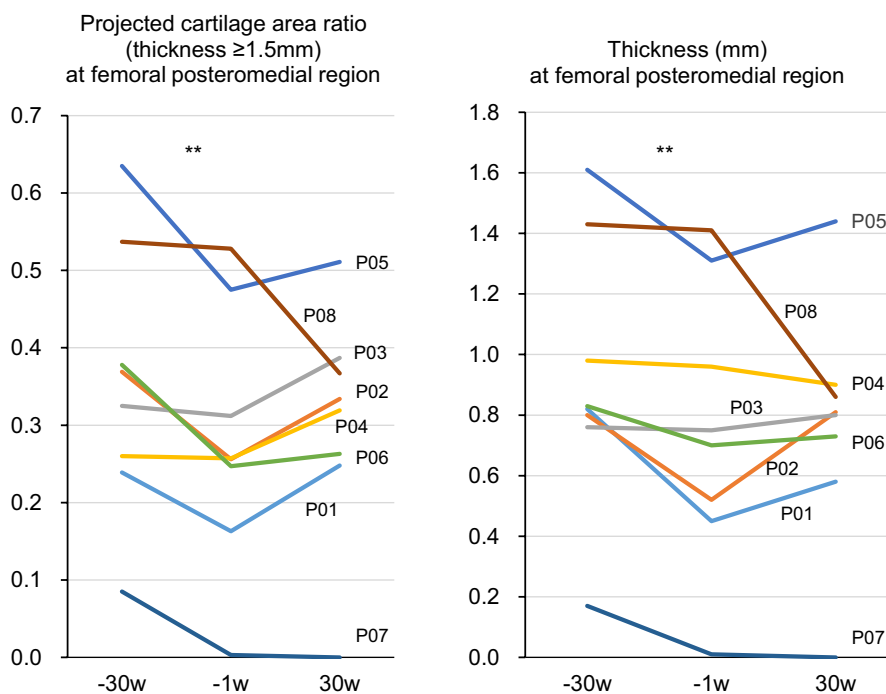 Projected cartilage area ratio
(thickness ≥1.5mm)
at femoral posteromedial region
0.7
0.6
0.5
0.4
0.3
0.2
0.1
0.0
**
P05
P08
P03
P02
P04
P06
P01
P07
-30w -1w 30w
Thickness (mm)
at femoral posteromedial region
1.8
1.6
1.4
1.2
1.0
0.8
0.6
0.4
0.2
0.0
**
P05
P08
P04
P03
P06
P02
P01
P07
-30w -1w 30w